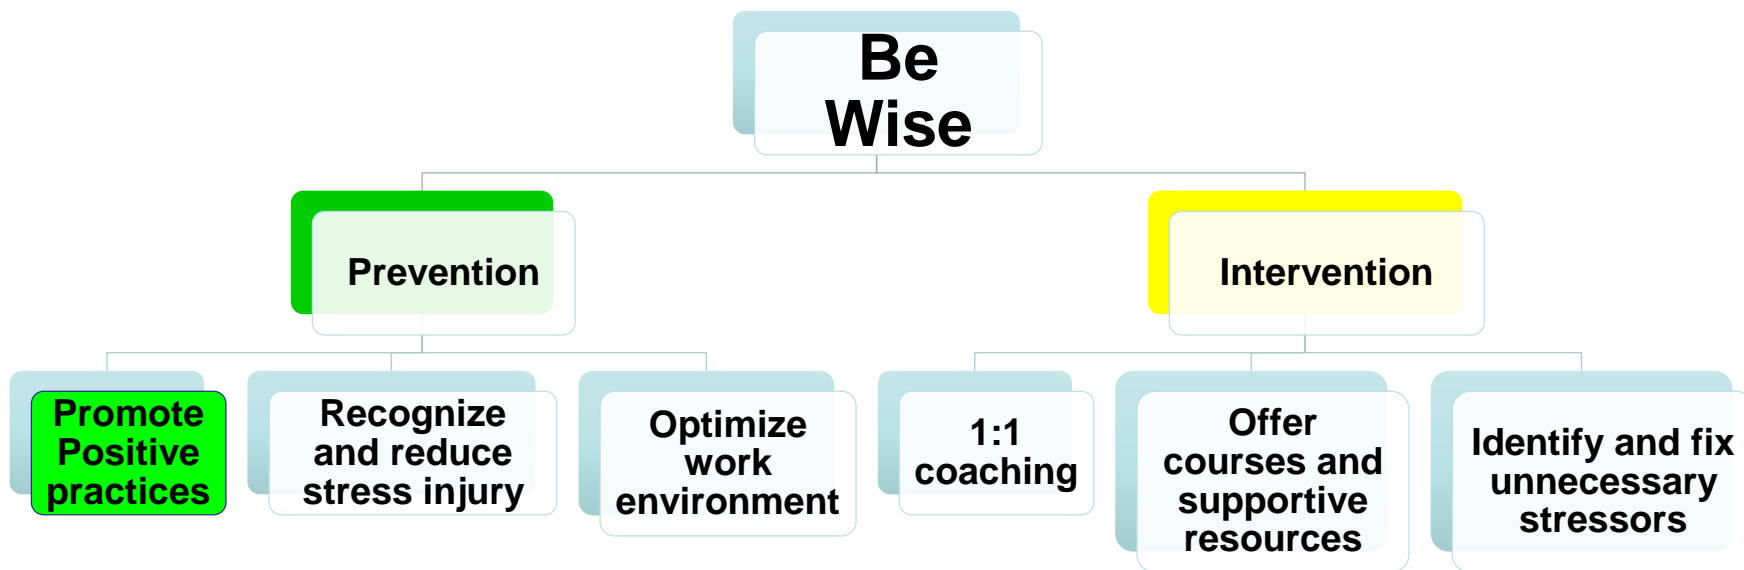 Be
Wise
Prevention
Intervention
Promote
Positive
practices
Recognize
and reduce
stress injury
Optimize
work
environment
1:1
coaching
Offer
courses and
supportive
resources
Identify and fix
unnecessary
stressors